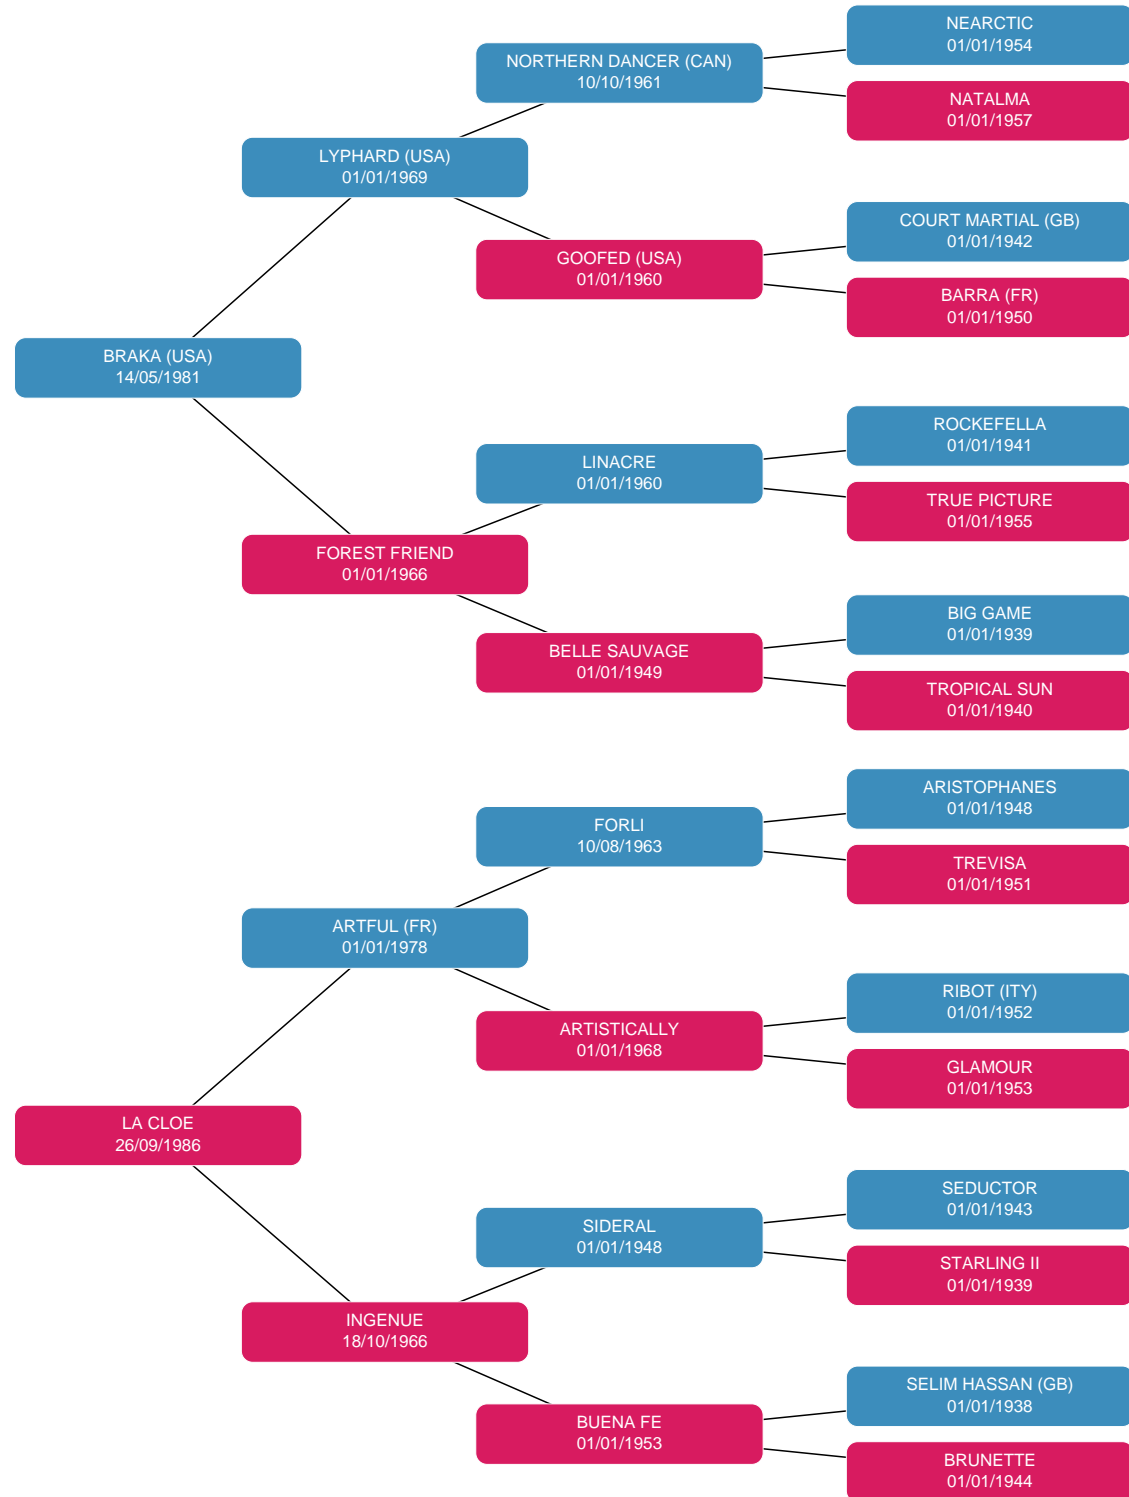 NEARCTIC
01/01/1954
NORTHERN DANCER (CAN)
10/10/1961
NATALMA
01/01/1957
LYPHARD (USA)
01/01/1969
COURT MARTIAL (GB)
01/01/1942
GOOFED (USA)
01/01/1960
BARRA (FR)
01/01/1950
BRAKA (USA)
14/05/1981
ROCKEFELLA
01/01/1941
LINACRE
01/01/1960
TRUE PICTURE
01/01/1955
FOREST FRIEND
01/01/1966
BIG GAME
01/01/1939
BELLE SAUVAGE
01/01/1949
TROPICAL SUN
01/01/1940
ARISTOPHANES
01/01/1948
FORLI
10/08/1963
TREVISA
01/01/1951
ARTFUL (FR)
01/01/1978
RIBOT (ITY)
01/01/1952
ARTISTICALLY
01/01/1968
GLAMOUR
01/01/1953
LA CLOE
26/09/1986
SEDUCTOR
01/01/1943
SIDERAL
01/01/1948
STARLING II
01/01/1939
INGENUE
18/10/1966
SELIM HASSAN (GB)
01/01/1938
BUENA FE
01/01/1953
BRUNETTE
01/01/1944